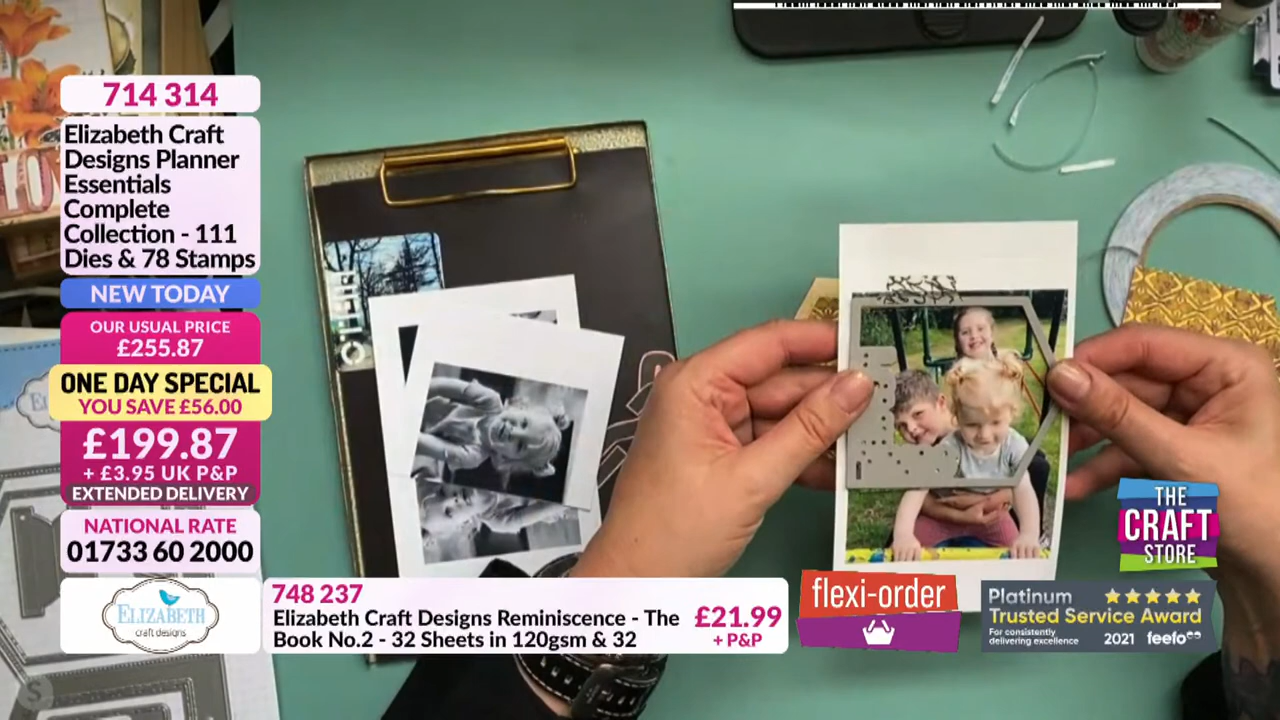 714 314
Elizabeth Craft
Designs Planner
Essentials
Complete
Collection - 111
Dies & 78 Stamps
NEW TODAY
OUR USUAL PRICE
£255.87
ONE DAY SPECIAL
YOU SAVE £56.00
£199.87
+ £3.95 UK P&P
EXTENDED DELIVERY
NATIONAL RATE
01733 60 2000
ELIZABETH
craft designs
748 237
Elizabeth Craft Designs Reminiscence - The
Book No.2 - 32 Sheets in 120gsm & 32
£21.99
+ P&P
flexi-order
THE
CRAFT
STORE
Platinum
Trusted Service Award
For consistently
delivering excellence
2021 feefo